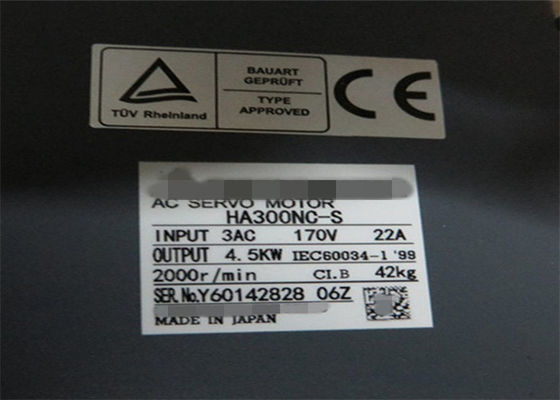 TÜV Rheinland
BAUART
GEPRÜFT
TYPE
APPROVED
CE
AC SERVO MOTOR
HA300NC-S
INPUT 3AC 170V 22A
OUTPUT 4.5KW IEC60034-1 '99
2000r/min CI.B 42kg
SER.No.Y60142828 06Z
MADE IN JAPAN